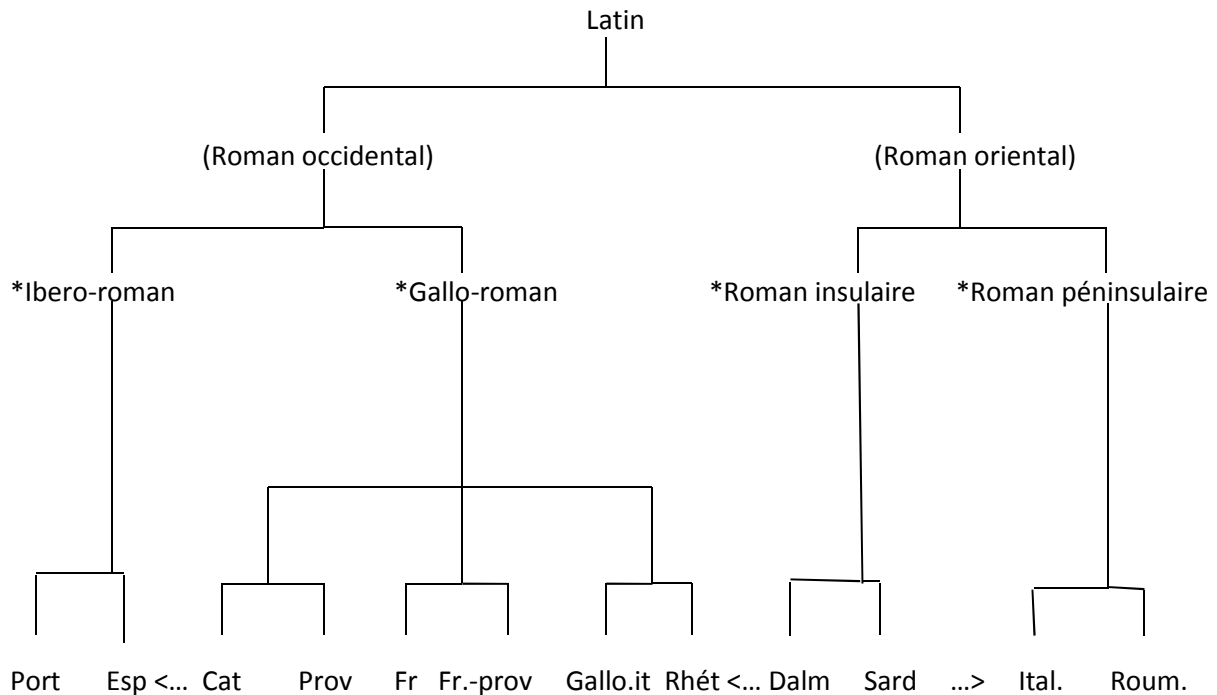 Latin
(Roman occidental) (Roman oriental)
*Ibero-roman *Gallo-roman *Roman insulaire *Roman péninsulaire
Port Esp <... Cat Prov Fr Fr.-prov Gallo.it Rhét <... Dalm Sard ...> Ital. Roum.